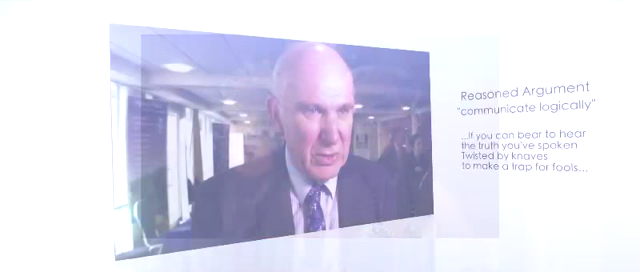 Reasoned Argument
"communicate logically"
...If you can bear to hear
the truth you've spoken
Twisted by knaves
to make a trap for fools...